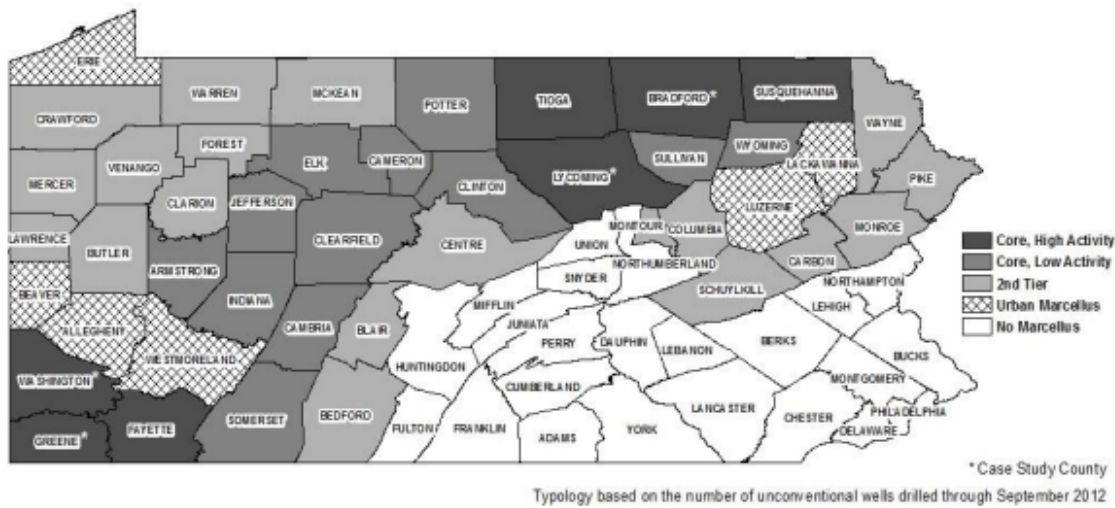 ERIE
WARREN
MCKEAN
POTTER
TIOGA
BRADFORD*
SUSQUEHANNA
CRAWFORD
WAYNE
FOREST
ELK
CAMERON
SULLIVAN
WYOMING
LACKAWANNA
VENANGO
MERCER
CLARION
JEFFERSON
CLINTON
LYCOMING*
LUZERNE
PIKE
LAWRENCE
BUTLER
CLEARFIELD
CENTRE
UNION
MONTOUR
COLUMBIA
MONROE
CARBON
ARMSTRONG
NORTHUMBERLAND
SNYDER
NORTHAMPTON
BEAVER
INDIANA
SCHUYLKILL
LEHIGH
ALLEGHENY
CAMBRIA
BLAIR
MIFFLIN
JUNIATA
PERRY
DAUPHIN
LEBANON
BERKS
BUCKS
WESTMORELAND
HUNTINGDON
CUMBERLAND
MONTGOMERY
WASHINGTON*
LANCASTER
CHESTER
PHILADELPHIA
DELAWARE
GREENE*
FAYETTE
SOMERSET
BEDFORD
FULTON
FRANKLIN
ADAMS
YORK
Core, High Activity
Core, Low Activity
2nd Tier
Urban Marcellus
No Marcellus
* Case Study County
Typology based on the number of unconventional wells drilled through September 2012